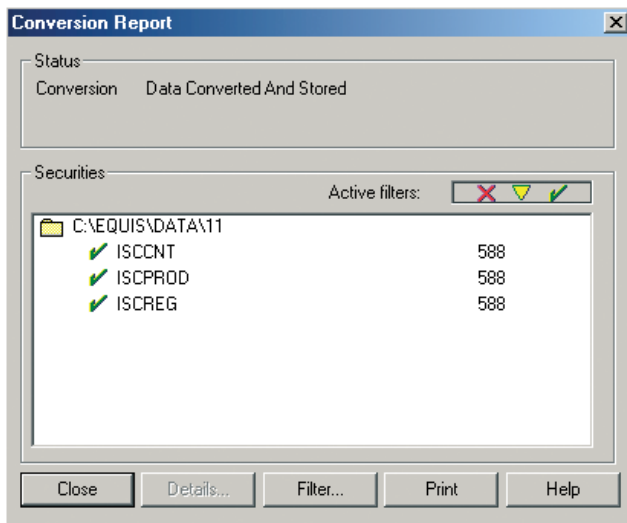 Conversion Report
Status
Conversion Data Converted And Stored
Securities
Active filters:
C:\EQUIS\DATA\11
ISCCNT 588
ISCPROD 588
ISCREG 588
Close Details... Filter... Print Help